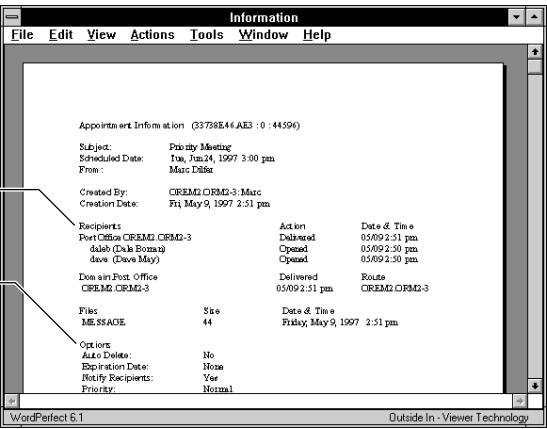 Information
File Edit View Actions Tools Window Help
Appointment Information (33738E46.AE3 : 0 : 44596)
Subject: Priority Meeting
Scheduled Date: Tue, Jun 24, 1997 3:00 pm
From : Marc Dilfer
Created By: OREM2.ORM2-3: Marc
Creation Date: Fri, May 9, 1997 2:51 pm
Recipients Action Date & Time
Post Office OREM2.ORM2-3 Delivered 05/09 2:51 pm
daleb (Dale Boman) Opened 05/09 2:50 pm
dave (Dave May) Opened 05/09 2:50 pm
Domain.Post Office Delivered Route
OREM2.ORM2-3 05/09 2:51 pm OREM2.ORM2-3
Files Size Date & Time
MESSAGE 44 Friday, May 9, 1997 2:51 pm
Options
Auto Delete: No
Expiration Date: None
Notify Recipients: Yes
Priority: Normal
WordPerfect 6.1 Outside In - Viewer Technology